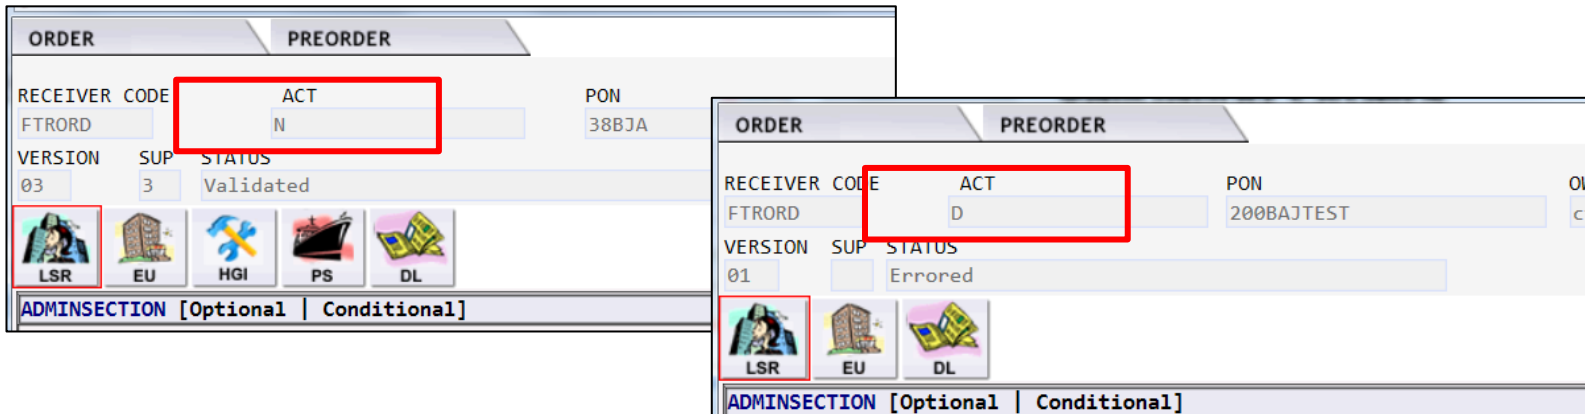 ORDER PREORDER
RECEIVER CODE ACT PON
FTRORD N 38BJA
VERSION SUP STATUS
03 3 Validated
LSR EU HGI PS DL
ADMINSECTION [Optional | Conditional]
ORDER PREORDER
RECEIVER CODE ACT PON
FTRORD D 200BAJTEST
VERSION SUP STATUS
01 Errored
LSR EU DL
ADMINSECTION [Optional | Conditional]